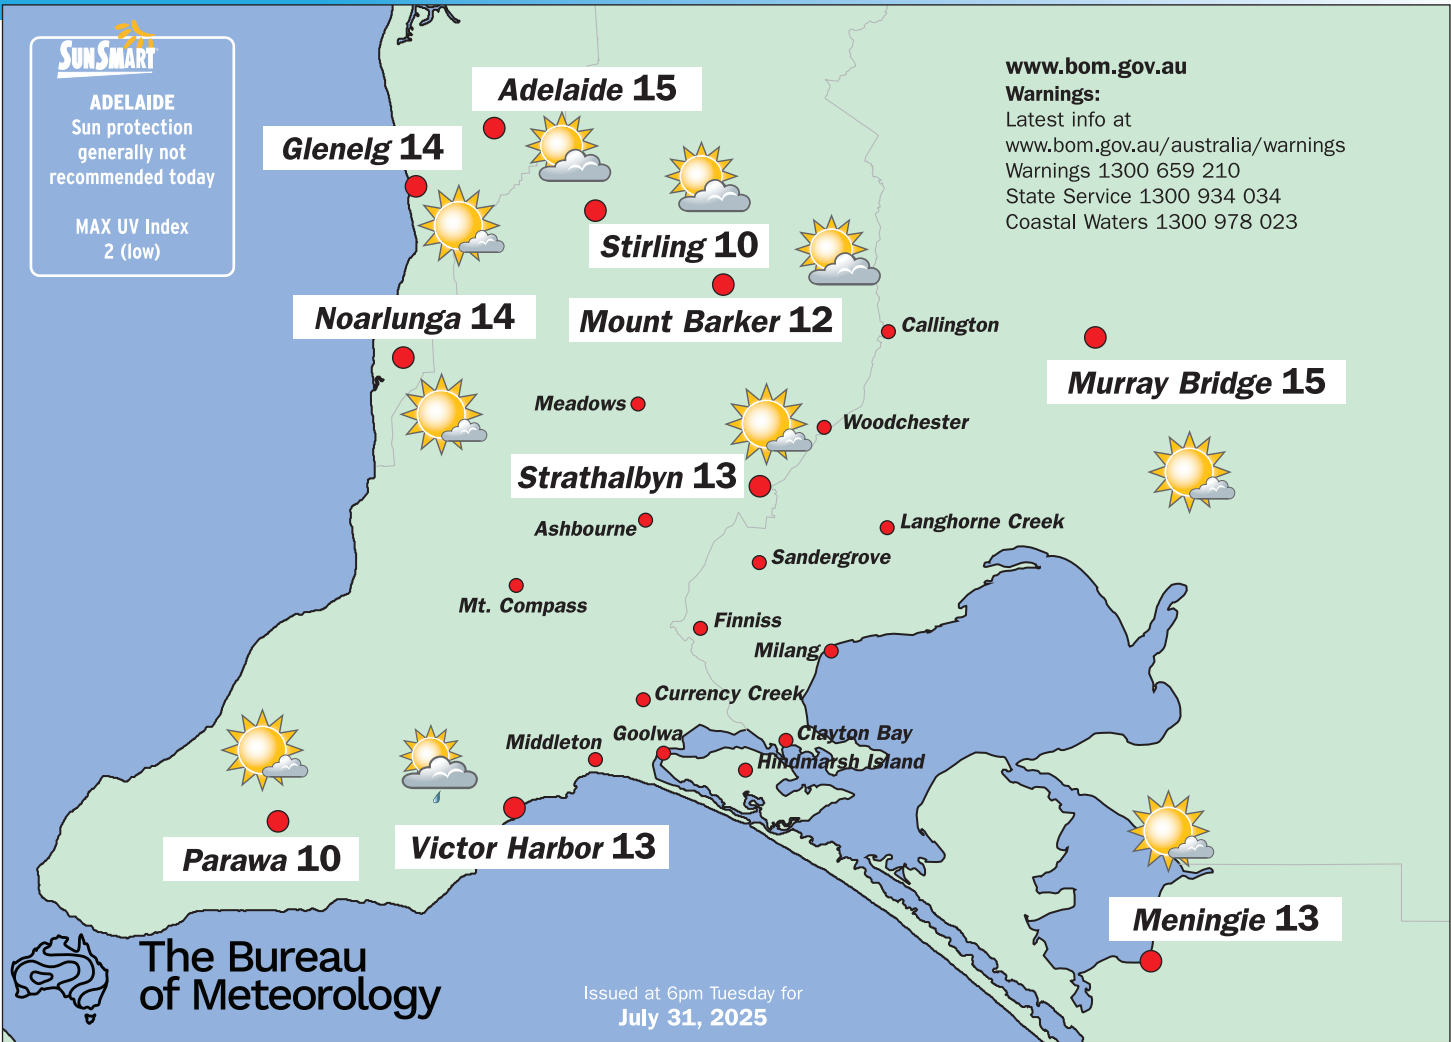 SUNSMART
ADELAIDE
Sun protection
generally not
recommended today
MAX UV Index
2 (low)
Adelaide 15
Glenelg 14
Stirling 10
Noarlunga 14
Mount Barker 12
www.bom.gov.au
Warnings:
Latest info at
www.bom.gov.au/australia/warnings
Warnings 1300 659 210
State Service 1300 934 034
Coastal Waters 1300 978 023
Callington
Murray Bridge 15
Meadows
Woodchester
Strathalbyn 13
Ashbourne
Langhorne Creek
Sandergrove
Mt. Compass
Finniss
Milang
Currency Creek
Goolwa
Clayton Bay
Middleton
Hindmarsh Island
Victor Harbor 13
Parawa 10
Meningie 13
The Bureau
of Meteorology
Issued at 6pm Tuesday for
July 31, 2025